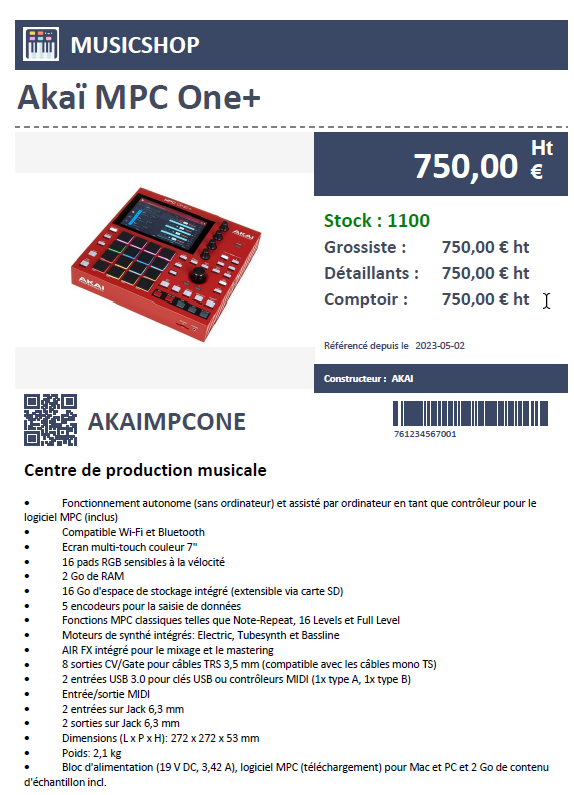 MUSICSHOP
Akaï MPC One+
750,00 Ht €
Stock : 1100
Grossiste : 750,00 € ht
Détaillants : 750,00 € ht
Comptoir : 750,00 € ht
Référencé depuis le 2023-05-02
Constructeur : AKAI
AKAI
AKAI
AKAIMPCONE
761234567001
Centre de production musicale
• Fonctionnement autonome (sans ordinateur) et assisté par ordinateur en tant que contrôleur pour le
logiciel MPC (inclus)
• Compatible Wi-Fi et Bluetooth
• Ecran multi-touch couleur 7"
• 16 pads RGB sensibles à la vélocité
• 2 Go de RAM
• 16 Go d'espace de stockage intégré (extensible via carte SD)
• 5 encodeurs pour la saisie de données
• Fonctions MPC classiques telles que Note-Repeat, 16 Levels et Full Level
• Moteurs de synthé intégrés: Electric, Tubesynth et Bassline
• AIR FX intégré pour le mixage et le mastering
• 8 sorties CV/Gate pour câbles TRS 3,5 mm (compatible avec les câbles mono TS)
• 2 entrées USB 3.0 pour clés USB ou contrôleurs MIDI (1x type A, 1x type B)
• Entrée/sortie MIDI
• 2 entrées sur Jack 6,3 mm
• 2 sorties sur Jack 6,3 mm
• Dimensions (L x P x H): 272 x 272 x 53 mm
• Poids: 2,1 kg
• Bloc d'alimentation (19 V DC, 3,42 A), logiciel MPC (téléchargement) pour Mac et PC et 2 Go de contenu
d'échantillon incl.